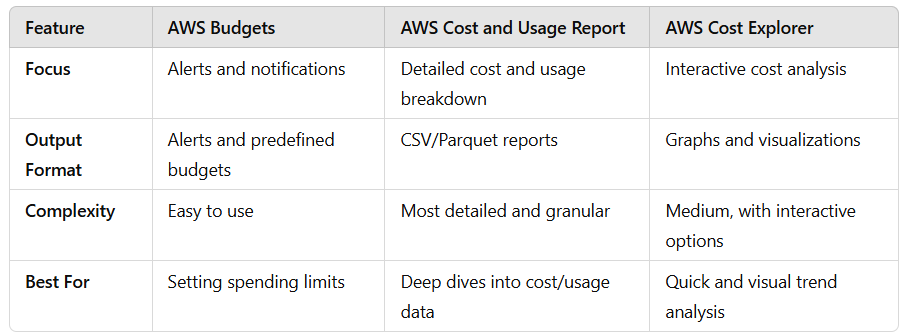 Feature AWS Budgets AWS Cost and Usage Report AWS Cost Explorer
Focus Alerts and notifications Detailed cost and usage Interactive cost analysis
breakdown
Output Alerts and predefined CSV/Parquet reports Graphs and visualizations
Format budgets
Complexity Easy to use Most detailed and granular Medium, with interactive
options
Best For Setting spending limits Deep dives into cost/usage Quick and visual trend
data analysis